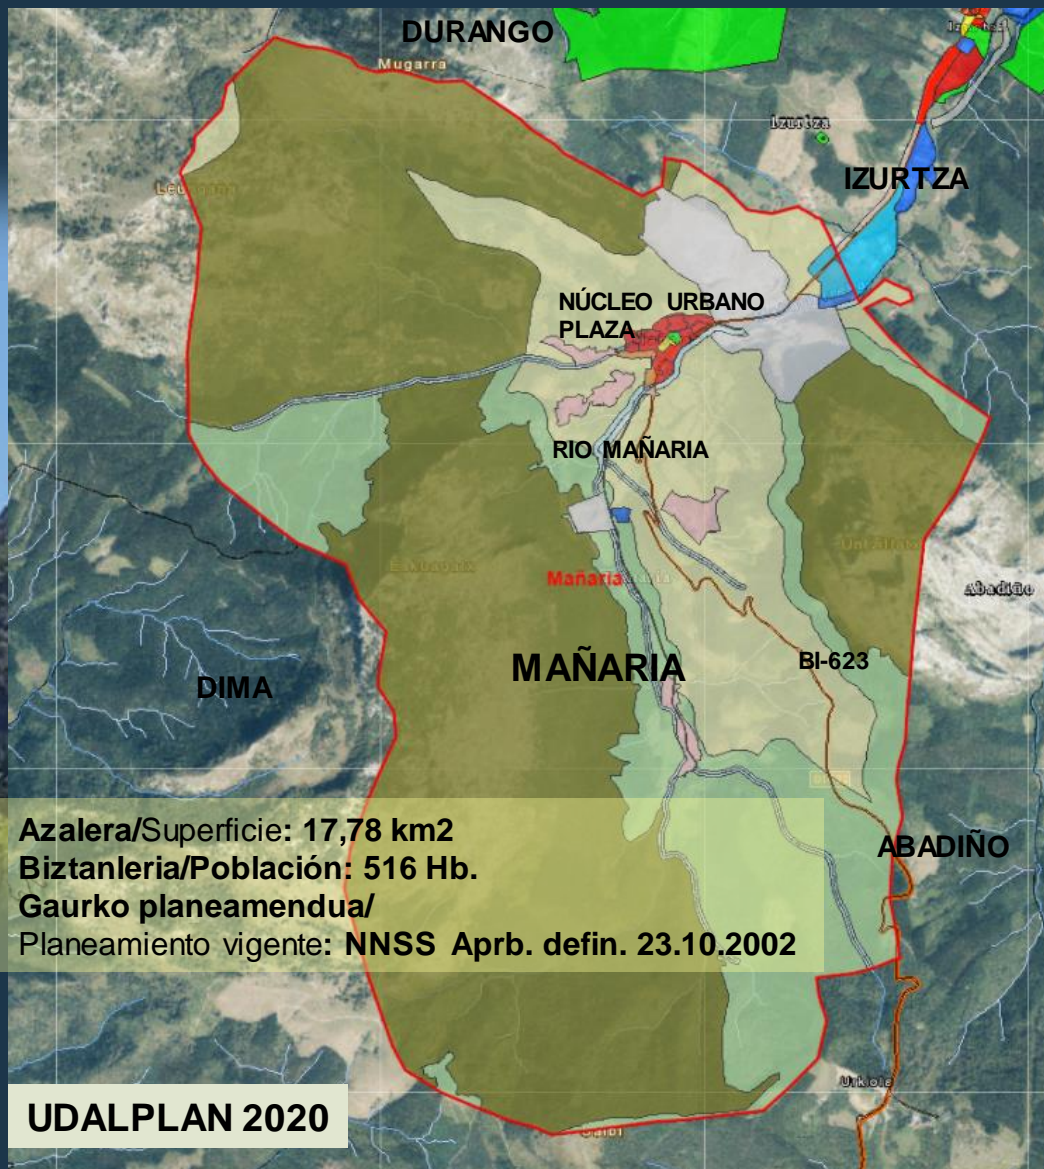 DURANGO
Mugarra
Izurtza
IZURTZA
NÚCLEO URBANO
PLAZA
RIO MAÑARIA
Eskuagatx
Mañaria
Abadiño
MAÑARIA
BI-623
DIMA
Azalera/Superficie: 17,78 km2
Biztanleria/Población: 516 Hb.
Gaurko planeamendua/
Planeamiento vigente: NNSS Aprb. defin. 23.10.2002
ABADIÑO
Urkiola
UDALPLAN 2020